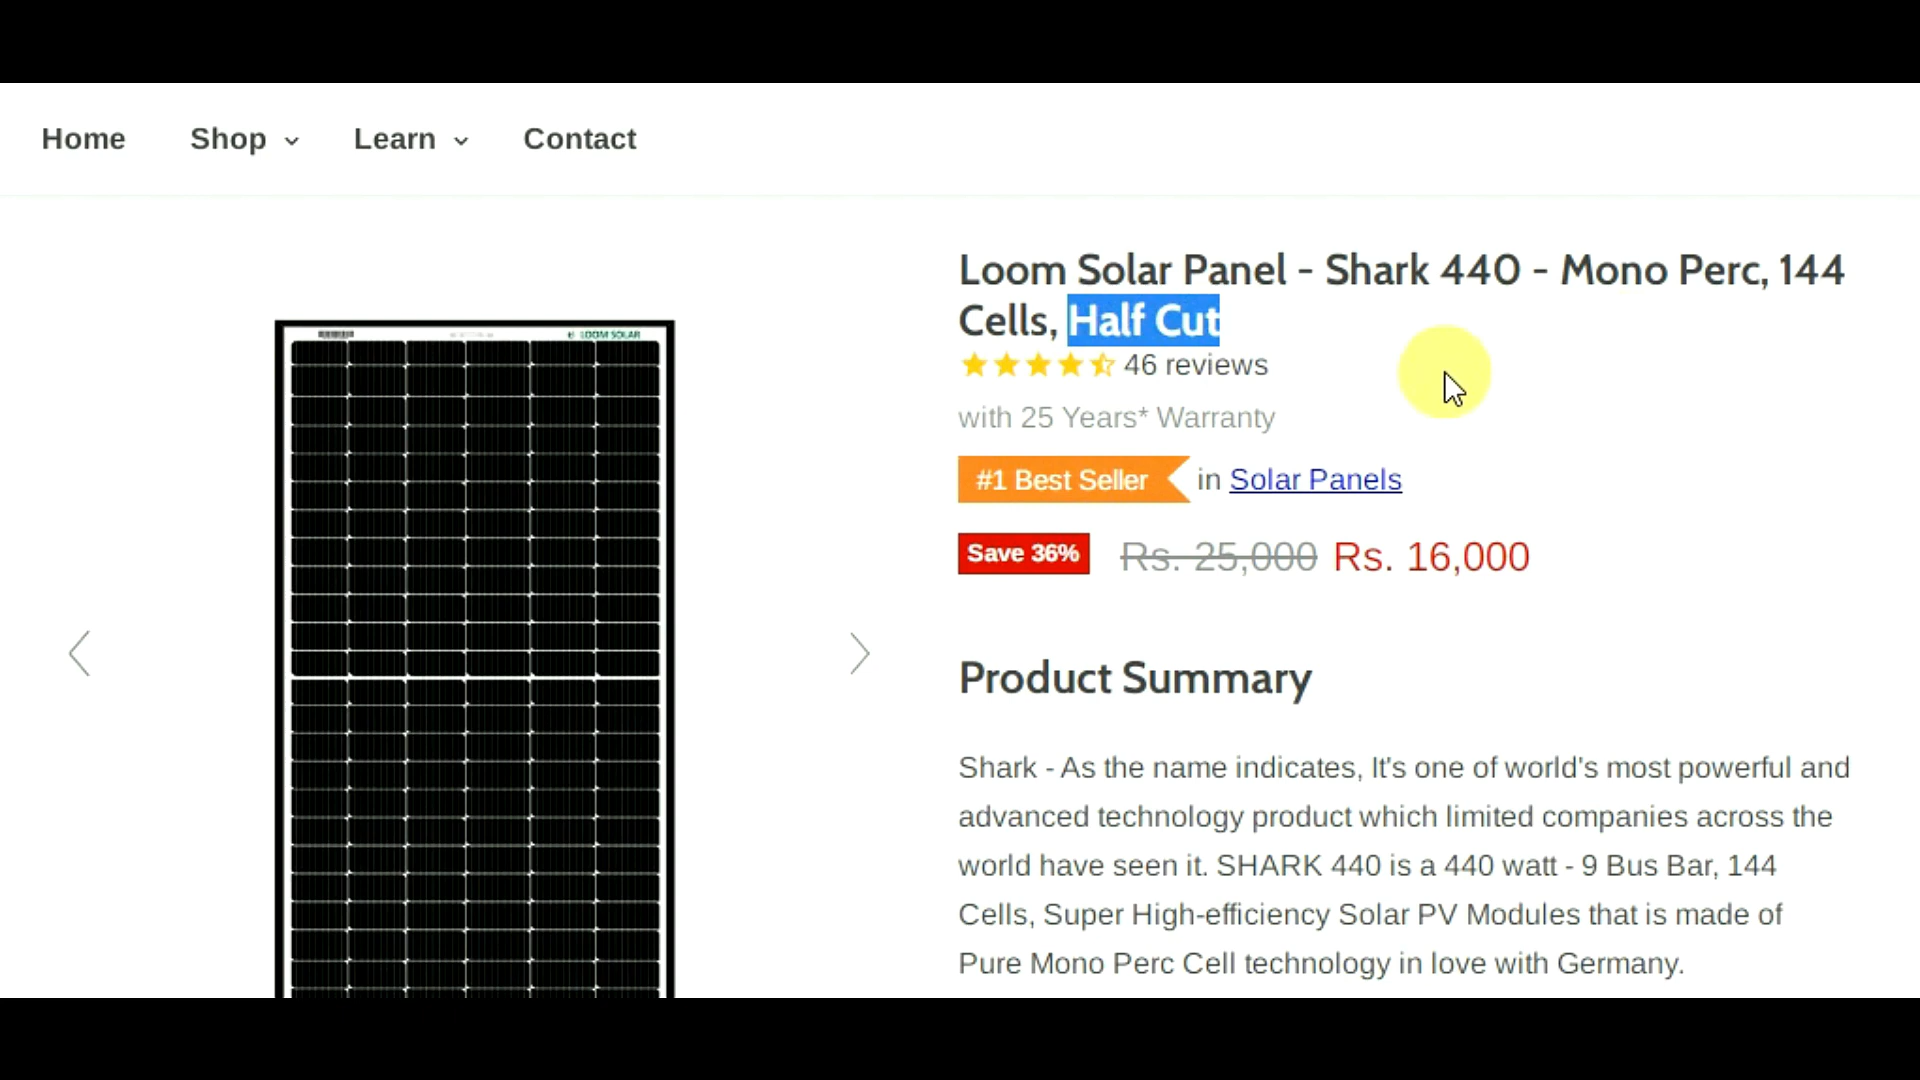 Home Shop Learn Contact
LOOM SOLAR
Loom Solar Panel - Shark 440 - Mono Perc, 144
Cells, Half Cut
46 reviews
with 25 Years* Warranty
#1 Best Seller in Solar Panels
Save 36% Rs. 25,000 Rs. 16,000
Product Summary
Shark - As the name indicates, It's one of world's most powerful and
advanced technology product which limited companies across the
world have seen it. SHARK 440 is a 440 watt - 9 Bus Bar, 144
Cells, Super High-efficiency Solar PV Modules that is made of
Pure Mono Perc Cell technology in love with Germany.